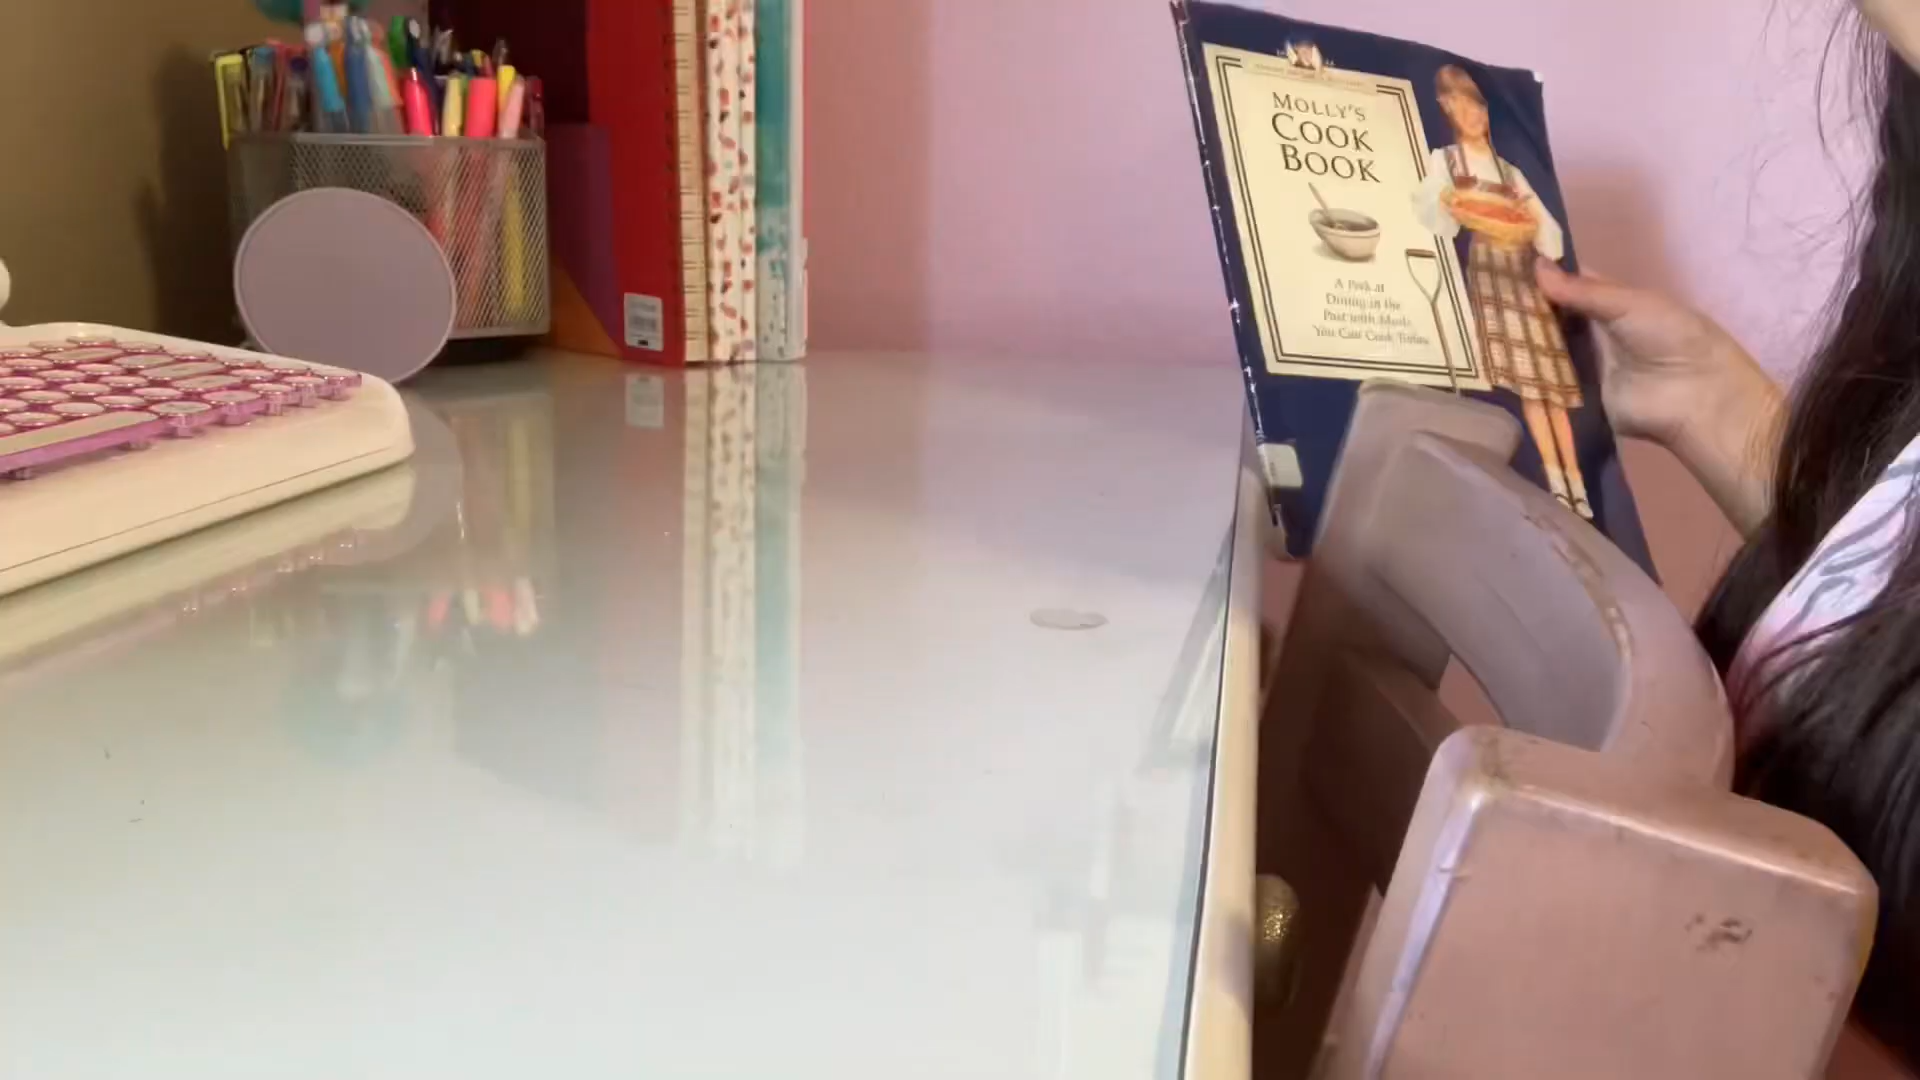 MOLLY'S
COOK
BOOK
A Peek at
Dining in the
Past with Meals
You Can Cook Today